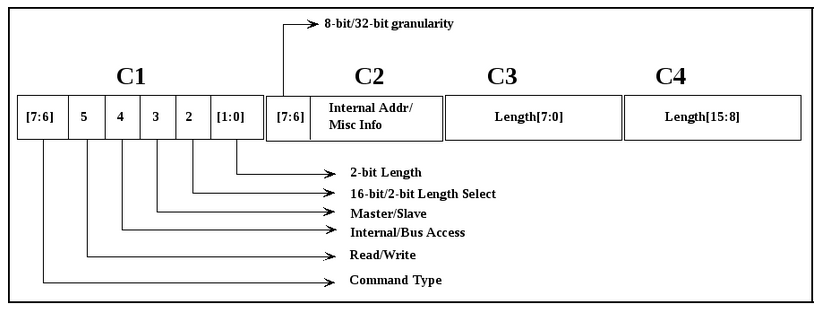 8-bit/32-bit granularity
C1 C2 C3 C4
[7:6] 5 4 3 2 [1:0] [7:6] Internal Addr/ Length[7:0] Length[15:8]
Misc Info
2-bit Length
16-bit/2-bit Length Select
Master/Slave
Internal/Bus Access
Read/Write
Command Type